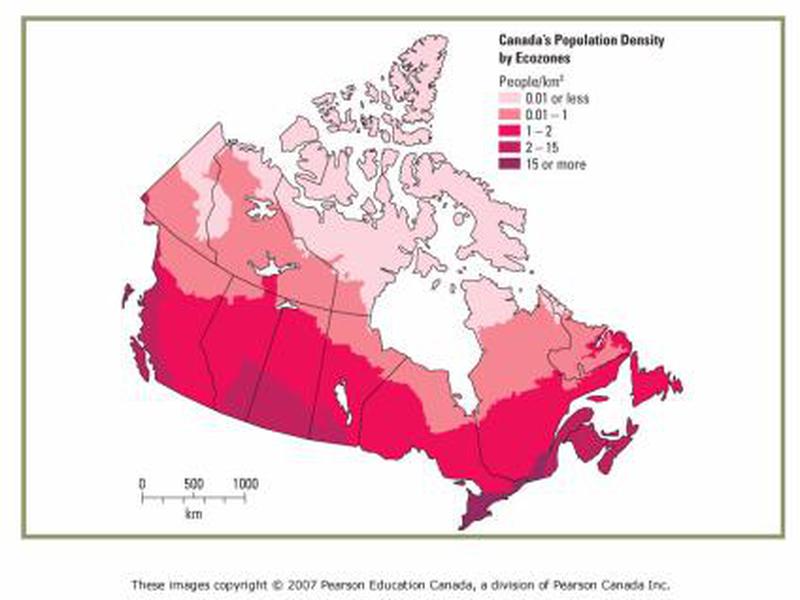 Canada's Population Density
by Ecozones
People/km²
0.01 or less
0.01 – 1
1 – 2
2 – 15
15 or more
0 500 1000
km
These images copyright © 2007 Pearson Education Canada, a division of Pearson Canada Inc.